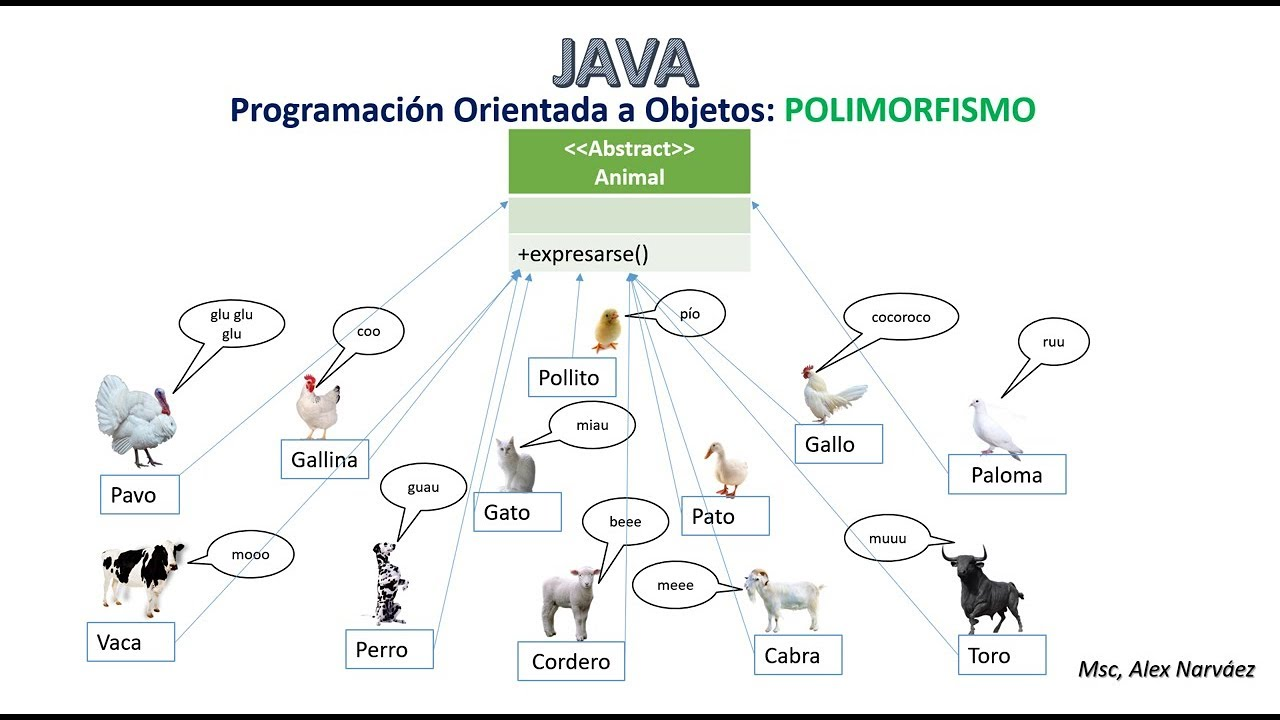 JAVA
Programación Orientada a Objetos: POLIMORFISMO
<<Abstract>>
Animal
+expresarse()
glu glu
glu
coo
pío
cocoroco
ruu
Pollito
miau
Gallo
Gallina
Paloma
Pavo
guau
Gato
Pato
beee
muuu
mooo
meee
Vaca
Perro
Cordero
Cabra
Toro
Msc, Alex Narváez